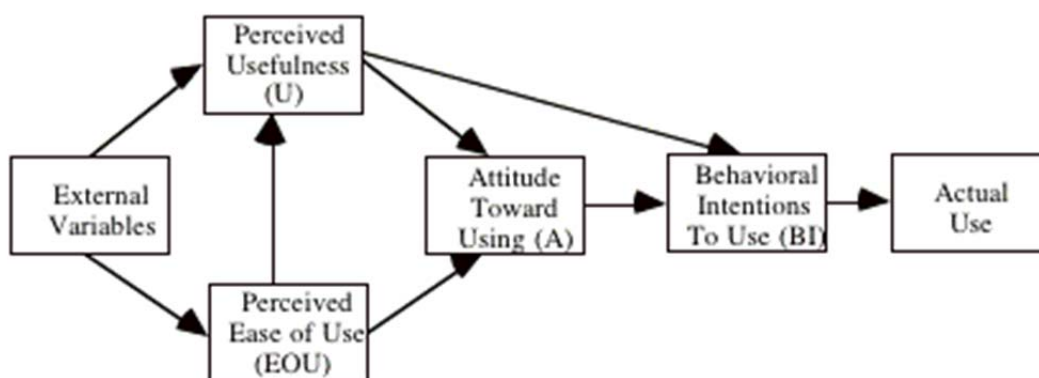 Perceived
Usefulness
(U)
External
Variables
Perceived
Ease of Use
(EOU)
Attitude
Toward
Using (A)
Behavioral
Intentions
To Use (BI)
Actual
Use